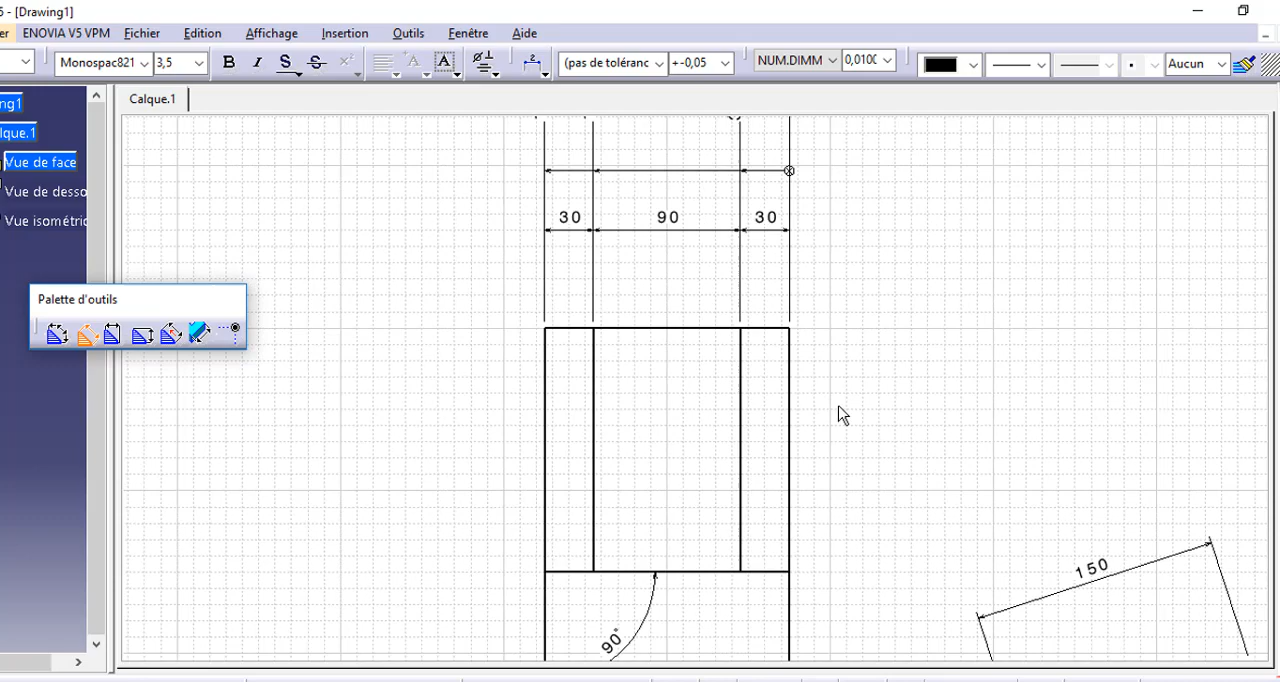 5 - [Drawing1]
er ENOVIA V5 VPM Fichier Edition Affichage Insertion Outils Fenêtre Aide
Monospac821 3,5 B I S S (pas de toléranc +-0,05 NUM.DIMM 0,010( Aucun
ng1
Calque.1
lque.1
Vue de face
Vue de desso
Vue isométric
Palette d'outils
30 90 30
150
90°